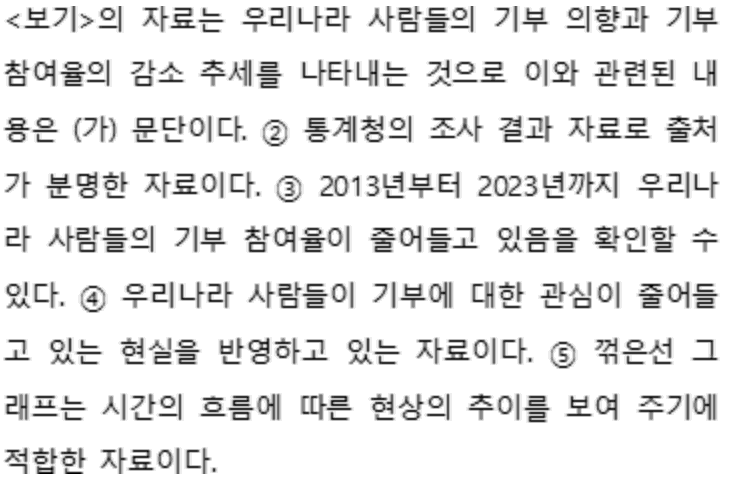 <보기>의 자료는 우리나라 사람들의 기부 의향과 기부
참여율의 감소 추세를 나타내는 것으로 이와 관련된 내
용은 (가) 문단이다. ② 통계청의 조사 결과 자료로 출처
가 분명한 자료이다. ③ 2013년부터 2023년까지 우리나
라 사람들의 기부 참여율이 줄어들고 있음을 확인할 수
있다. ④ 우리나라 사람들이 기부에 대한 관심이 줄어들
고 있는 현실을 반영하고 있는 자료이다. ⑤ 꺾은선 그
래프는 시간의 흐름에 따른 현상의 추이를 보여 주기에
적합한 자료이다.